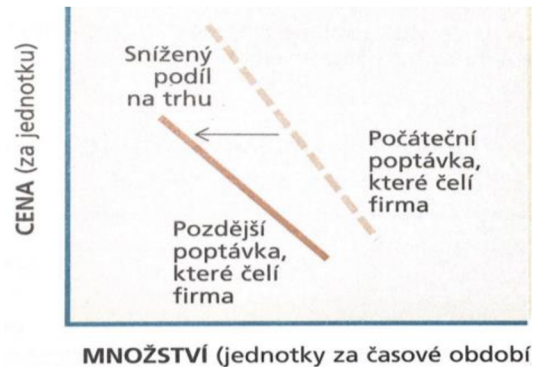 CENA (za jednotku)
Snížený
podíl
na trhu
Počáteční
poptávka,
které čelí
firma
Pozdější
poptávka,
které čelí
firma
MNOŽSTVÍ (jednotky za časové období